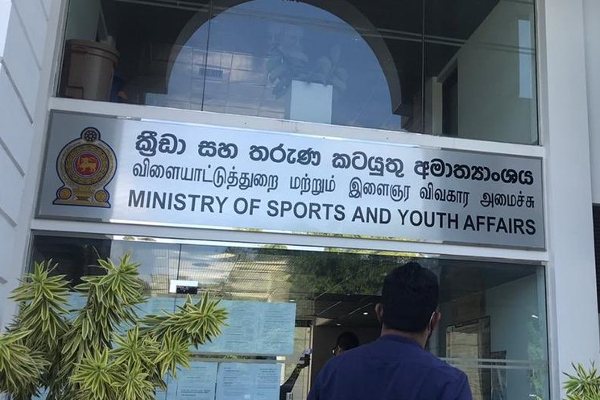 ක්‍රීඩා සහ තරුණ කටයුතු අමාත්‍යාංශය
விளையாட்டுத்துறை மற்றும் இளைஞர் விவகார அமைச்சு
MINISTRY OF SPORTS AND YOUTH AFFAIRS